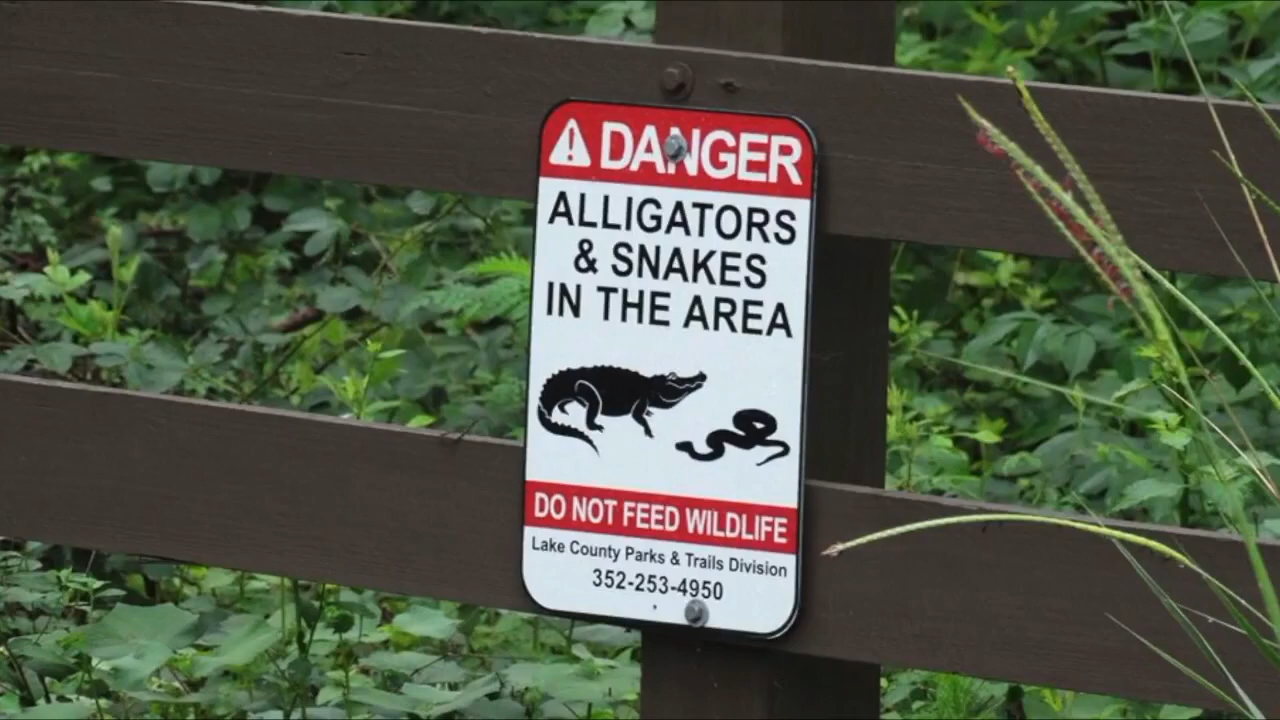 DANGER
ALLIGATORS
& SNAKES
IN THE AREA
DO NOT FEED WILDLIFE
Lake County Parks & Trails Division
352-253-4950